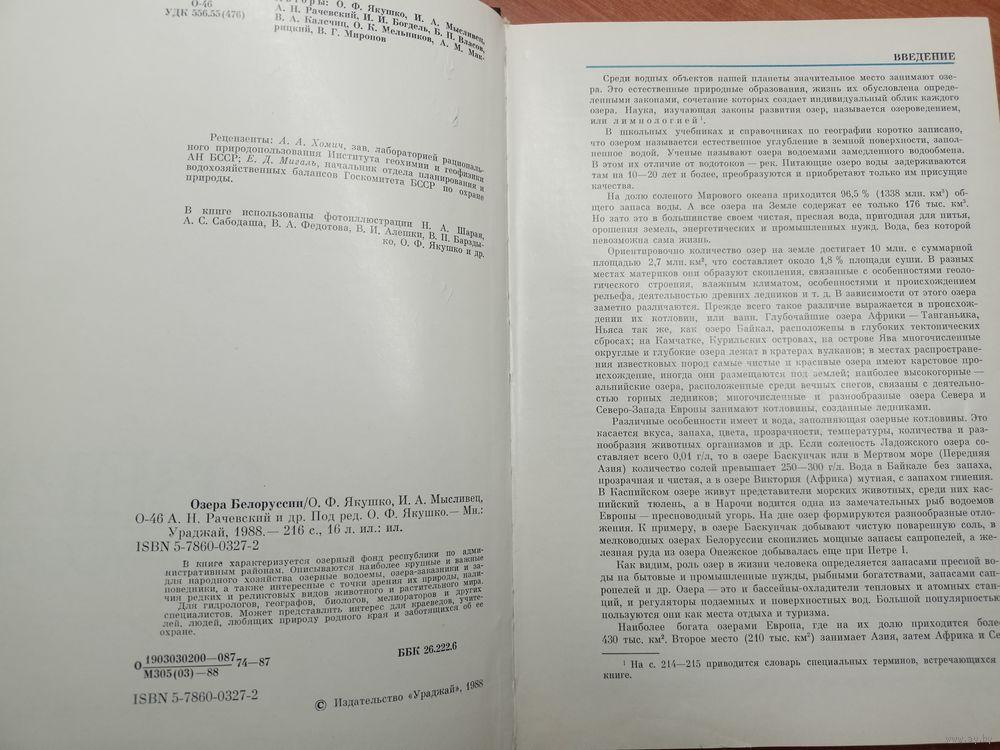 О-46
УДК 556.55(476)
О. Ф. Якушко, И. А. Мысливец,
А. Н. Рачевский, И. И. Богдель, Б. П. Власов,
В. А. Калечиц, О. К. Мельников, А. М. Мак-
рицкий, В. Г. Миронов
Рецензенты: А. А. Хомич, зав. лабораторией рациональ-
ного природопользования Института геохимии и геофизики
АН БССР; Е. Д. Мигаль, начальник отдела планирования и
водохозяйственных балансов Госкомитета БССР по охране
природы.
В книге использованы фотоиллюстрации Н. А. Шарая,
А. С. Сабодаша, В. А. Федотова, В. И. Алешки, В. П. Барзды-
ко, О. Ф. Якушко и др.
Озера Белоруссии/О. Ф. Якушко, И. А. Мысливец,
О-46 А. Н. Рачевский и др. Под ред. О. Ф. Якушко.— Мн.:
Ураджай, 1988.— 216 с., 16 л. ил.: ил.
ISBN 5-7860-0327-2
В книге характеризуется озерный фонд республики по адми-
нистративным районам. Описываются наиболее крупные и важные
для народного хозяйства озерные водоемы, озера-заказники и за-
поведники, а также интересные с точки зрения их природы, нали-
чия редких и реликтовых видов животного и растительного мира.
Для гидрологов, географов, биологов, мелиораторов и других
специалистов. Может представлять интерес для краеведов, учите-
лей, людей, любящих природу родного края и заботящихся об ее
охране.
О 1903030200—087 74—87
М305(03)—88
ББК 26.222.6
ISBN 5-7860-0327-2
© Издательство «Ураджай», 1988
ВВЕДЕНИЕ
Среди водных объектов нашей планеты значительное место занимают озе-
ра. Это естественные природные образования, жизнь их обусловлена опреде-
ленными законами, сочетание которых создает индивидуальный облик каждого
озера. Наука, изучающая законы развития озер, называется озероведением,
или лимнологией¹.
В школьных учебниках и справочниках по географии коротко записано,
что озером называется естественное углубление в земной поверхности, запол-
ненное водой. Ученые называют озера водоемами замедленного водообмена.
В этом их отличие от водотоков — рек. Питающие озеро воды задерживаются
там на 10—20 лет и более, преобразуются и приобретают только им присущие
качества.
На долю соленого Мирового океана приходится 96,5 % (1338 млн. км³) об-
щего запаса воды. А все озера на Земле содержат ее только 176 тыс. км³.
Но зато это в большинстве своем чистая, пресная вода, пригодная для питья,
орошения земель, энергетических и промышленных нужд. Вода, без которой
невозможна сама жизнь.
Ориентировочно количество озер на земле достигает 10 млн. с суммарной
площадью 2,7 млн. км², что составляет около 1,8 % площади суши. В разных
местах материков они образуют скопления, связанные с особенностями геоло-
гического строения, влажным климатом, особенностями и происхождением
рельефа, деятельностью древних ледников и т. д. В зависимости от этого озера
заметно различаются. Прежде всего такое различие выражается в происхож-
дении их котловин, или ванн. Глубочайшие озера Африки — Танганьика,
Ньяса так же, как озеро Байкал, расположены в глубоких тектонических
сбросах; на Камчатке, Курильских островах, на острове Ява многочисленные
округлые и глубокие озера лежат в кратерах вулканов; в местах распростране-
ния известковых пород самые чистые и красивые озера имеют карстовое про-
исхождение, иногда они размещаются под землей; наиболее высокогорные —
альпийские озера, расположенные среди вечных снегов, связаны с деятельно-
стью горных ледников; многочисленные и разнообразные озера Севера и
Северо-Запада Европы занимают котловины, созданные ледниками.
Различные особенности имеет и вода, заполняющая озерные котловины. Это
касается вкуса, запаха, цвета, прозрачности, температуры, количества и раз-
нообразия животных организмов и др. Если соленость Ладожского озера со-
ставляет всего 0,01 г/л, то в озере Баскунчак или в Мертвом море (Передняя
Азия) количество солей превышает 250—300 г/л. Вода в Байкале без запаха,
прозрачная и чистая, а в озере Виктория (Африка) мутная, с запахом гниения.
В Каспийском озере живут представители морских животных, среди них кас-
пийский тюлень, а в Нарочи водится одна из замечательных рыб водоемов
Европы — пресноводный угорь. На дне озер формируются разнообразные отло-
жения. К примеру, в озере Баскунчак добывают чистую поваренную соль, в
мелководных озерах Белоруссии скопились мощные запасы сапропелей, а же-
лезная руда из озера Онежское добывалась еще при Петре I.
Как видим, роль озер в жизни человека определяется запасами пресной во-
ды на бытовые и промышленные нужды, рыбными богатствами, запасами сап-
ропелей и др. Озера — это и бассейны-охладители тепловых и атомных стан-
ций, и регуляторы подземных и поверхностных вод. Большой популярностью
пользуются они как места отдыха и туризма.
Наиболее богата озерами Европа, где на их долю приходится более
430 тыс. км². Второе место (210 тыс. км²) занимает Азия, затем Африка и Се
¹ На с. 214—215 приводится словарь специальных терминов, встречающихся
книге.
www.ay.by